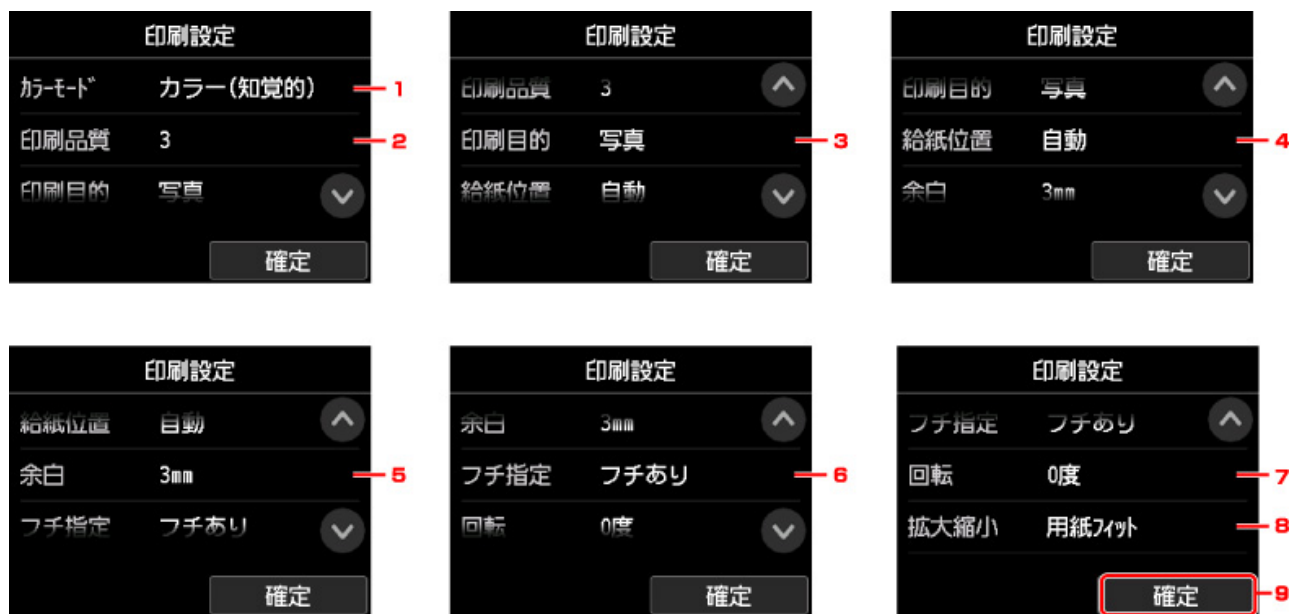 印刷設定
ｶﾗｰﾓｰﾄﾞ カラー(知覚的) 1
印刷品質 3 2
印刷目的 写真
確定
印刷設定
印刷品質 3
印刷目的 写真 3
給紙位置 自動
確定
印刷設定
印刷目的 写真
給紙位置 自動 4
余白 3mm
確定
印刷設定
給紙位置 自動
余白 3mm 5
フチ指定 フチあり
確定
印刷設定
余白 3mm
フチ指定 フチあり 6
回転 0度
確定
印刷設定
フチ指定 フチあり
回転 0度 7
拡大縮小 用紙ﾌｨｯﾄ 8
確定 9